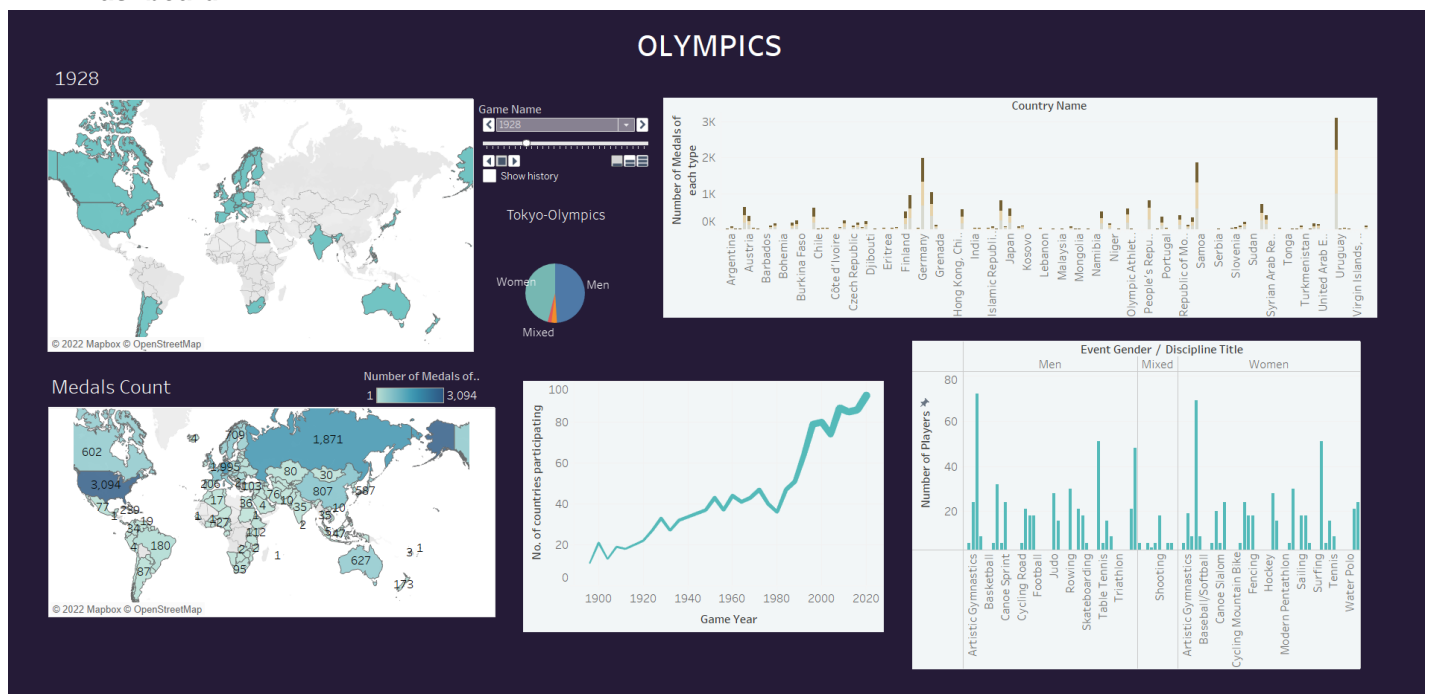 OLYMPICS
1928
© 2022 Mapbox © OpenStreetMap
Game Name
1928
Show history
Tokyo-Olympics
Women
Men
Mixed
Country Name
Number of Medals of
each type
3K
2K
1K
0K
Argentina
Austria
Barbados
Bohemia
Burkina Faso
Chile
Côte d'Ivoire
Czech Republic
Djibouti
Eritrea
Finland
Germany
Grenada
Hong Kong, Chi..
India
Islamic Republi..
Japan
Kosovo
Lebanon
Malaysia
Mongolia
Namibia
Niger
Olympic Athlet..
People's Repu..
Portugal
Republic of Mo..
Samoa
Serbia
Slovenia
Sudan
Syrian Arab Re..
Tonga
Turkmenistan
United Arab E..
Uruguay
Virgin Islands, ..
Medals Count
Number of Medals of..
1
3,094
4
709
1,871
602
1,995
80
30
3,094
206
103
807
587
77
17
76
10
239
36
4
35
10
1
19
1
327
1
35
34
112
2
547
4
180
2
2
1
627
3
1
87
95
173
© 2022 Mapbox © OpenStreetMap
No. of countries participating
100
80
60
40
20
0
1900
1920
1940
1960
1980
2000
2020
Game Year
Event Gender / Discipline Title
Men
Mixed
Women
Number of Players
80
60
40
20
Artistic Gymnastics
Basketball
Canoe Sprint
Cycling Road
Football
Judo
Rowing
Skateboarding
Table Tennis
Triathlon
Shooting
Artistic Gymnastics
Baseball/Softball
Canoe Slalom
Cycling Mountain Bike
Fencing
Hockey
Modern Pentathlon
Sailing
Surfing
Tennis
Water Polo